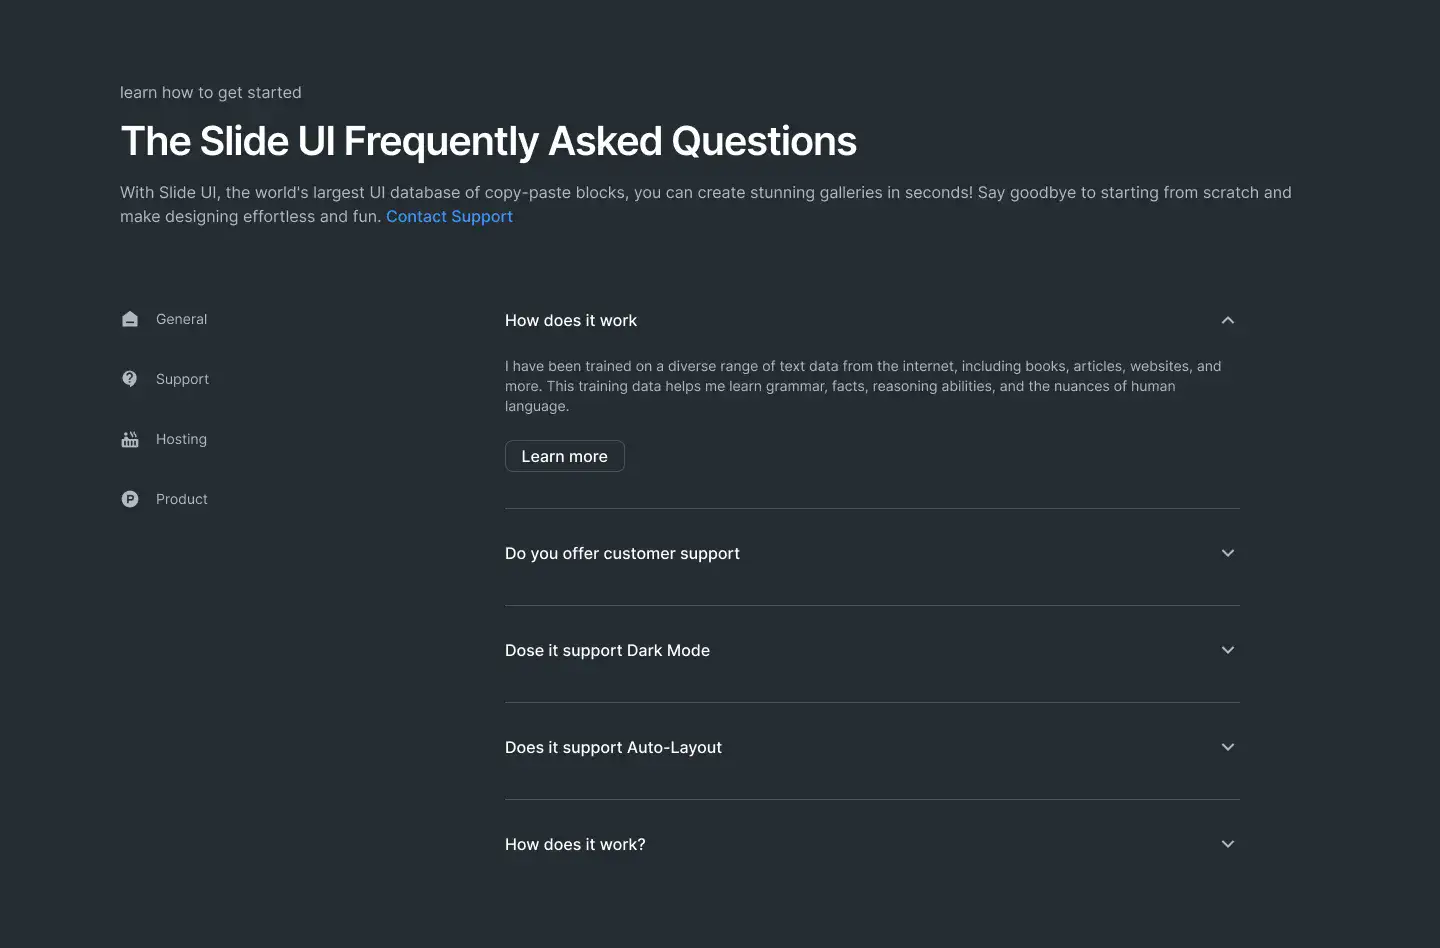 learn how to get started
The Slide UI Frequently Asked Questions
With Slide UI, the world's largest UI database of copy-paste blocks, you can create stunning galleries in seconds! Say goodbye to starting from scratch and
make designing effortless and fun. Contact Support
General
Support
Hosting
Product
How does it work
I have been trained on a diverse range of text data from the internet, including books, articles, websites, and
more. This training data helps me learn grammar, facts, reasoning abilities, and the nuances of human
language.
Learn more
Do you offer customer support
Dose it support Dark Mode
Does it support Auto-Layout
How does it work?